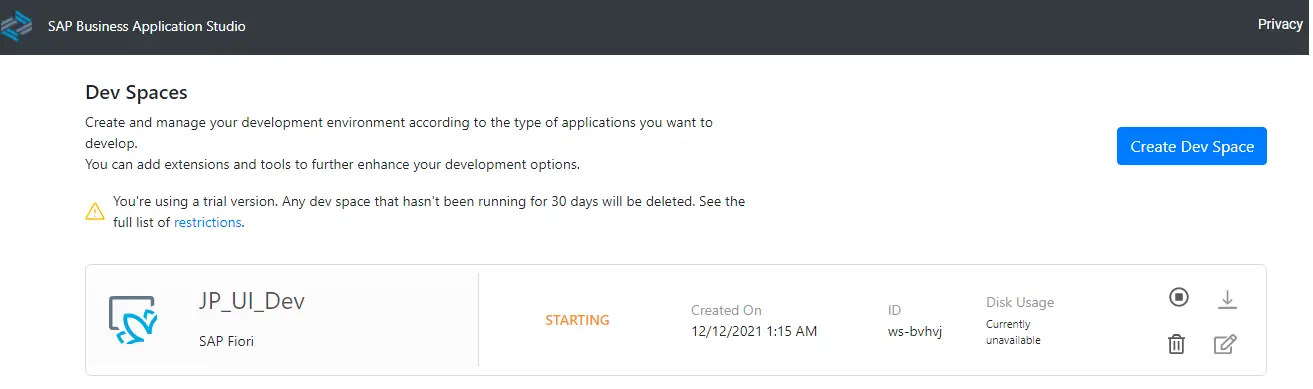 SAP Business Application Studio
Privacy
Dev Spaces
Create and manage your development environment according to the type of applications you want to
develop.
You can add extensions and tools to further enhance your development options.
Create Dev Space
You're using a trial version. Any dev space that hasn't been running for 30 days will be deleted. See the
full list of restrictions.
JP_UI_Dev
SAP Fiori
STARTING
Created On
12/12/2021 1:15 AM
ID
ws-bvhvj
Disk Usage
Currently
unavailable